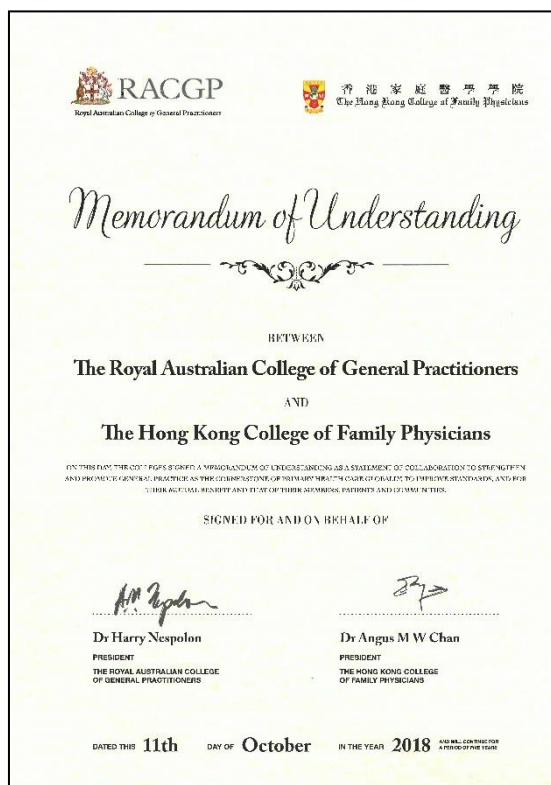 RACGP
Royal Australian College of General Practitioners
香港家庭醫學學院
The Hong Kong College of Family Physicians
Memorandum of Understanding
BETWEEN
The Royal Australian College of General Practitioners
AND
The Hong Kong College of Family Physicians
ON THIS DAY, THE COLLEGES SIGNED A MEMORANDUM OF UNDERSTANDING AS A STATEMENT OF COLLABORATION TO STRENGTHEN
AND PROMOTE GENERAL PRACTICE AS THE CORNERSTONE OF PRIMARY HEALTH CARE GLOBALLY, TO IMPROVE STANDARDS, AND FOR
THEIR MUTUAL BENEFIT AND THAT OF THEIR MEMBERS, PATIENTS AND COMMUNITIES.
SIGNED FOR AND ON BEHALF OF
Dr Harry Nespolon
PRESIDENT
THE ROYAL AUSTRALIAN COLLEGE
OF GENERAL PRACTITIONERS
Dr Angus M W Chan
PRESIDENT
THE HONG KONG COLLEGE
OF FAMILY PHYSICIANS
DATED THIS 11th DAY OF October IN THE YEAR 2018 AND WILL CONTINUE FOR
A PERIOD OF FIVE YEARS